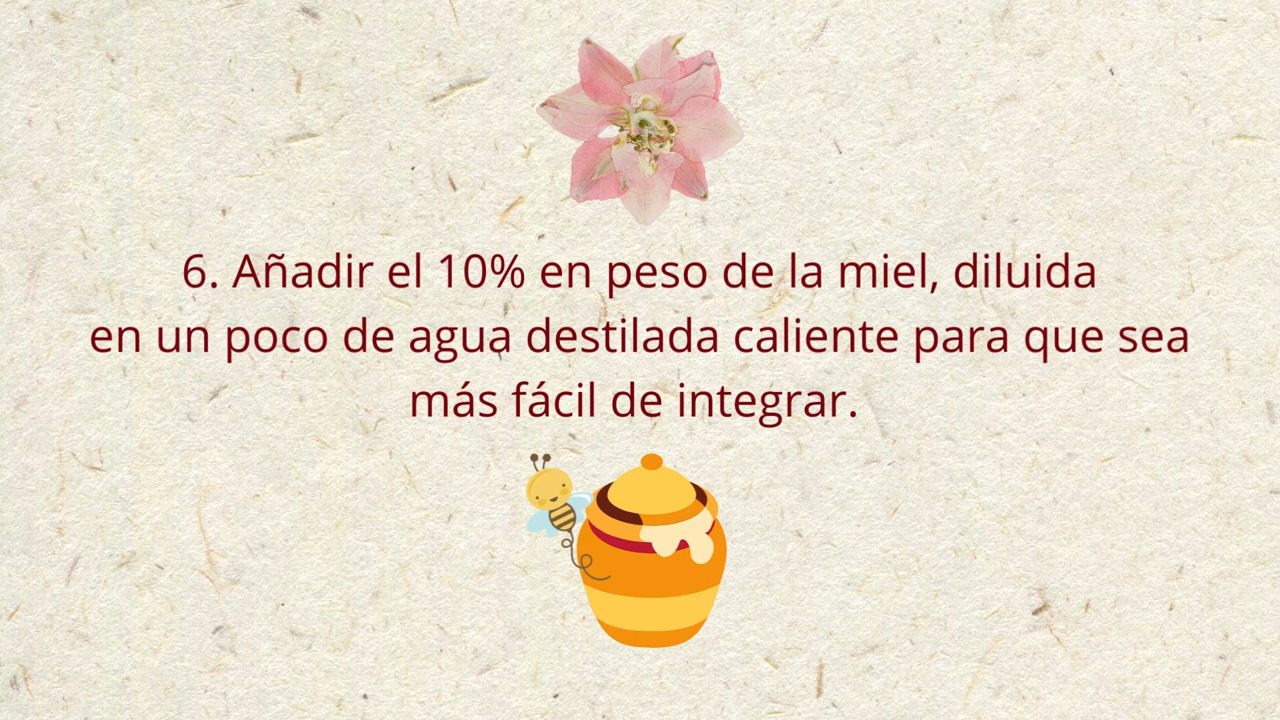 6. Añadir el 10% en peso de la miel, diluida
en un poco de agua destilada caliente para que sea
más fácil de integrar.